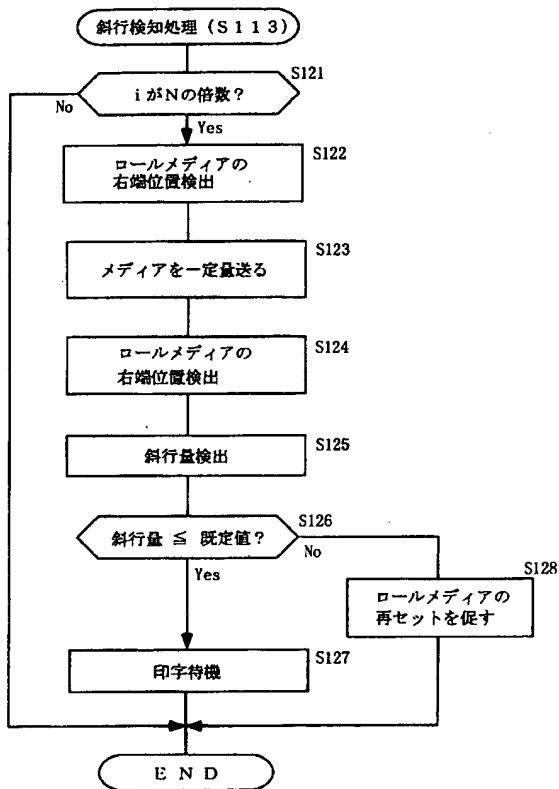 斜行検知処理(S113)
S121
iがNの倍数?
No
Yes
S122
ロールメディアの
右端位置検出
S123
メディアを一定量送る
S124
ロールメディアの
右端位置検出
S125
斜行量検出
S126
斜行量 ≦ 既定値?
No
Yes
S128
ロールメディアの
再セットを促す
S127
印字待機
END